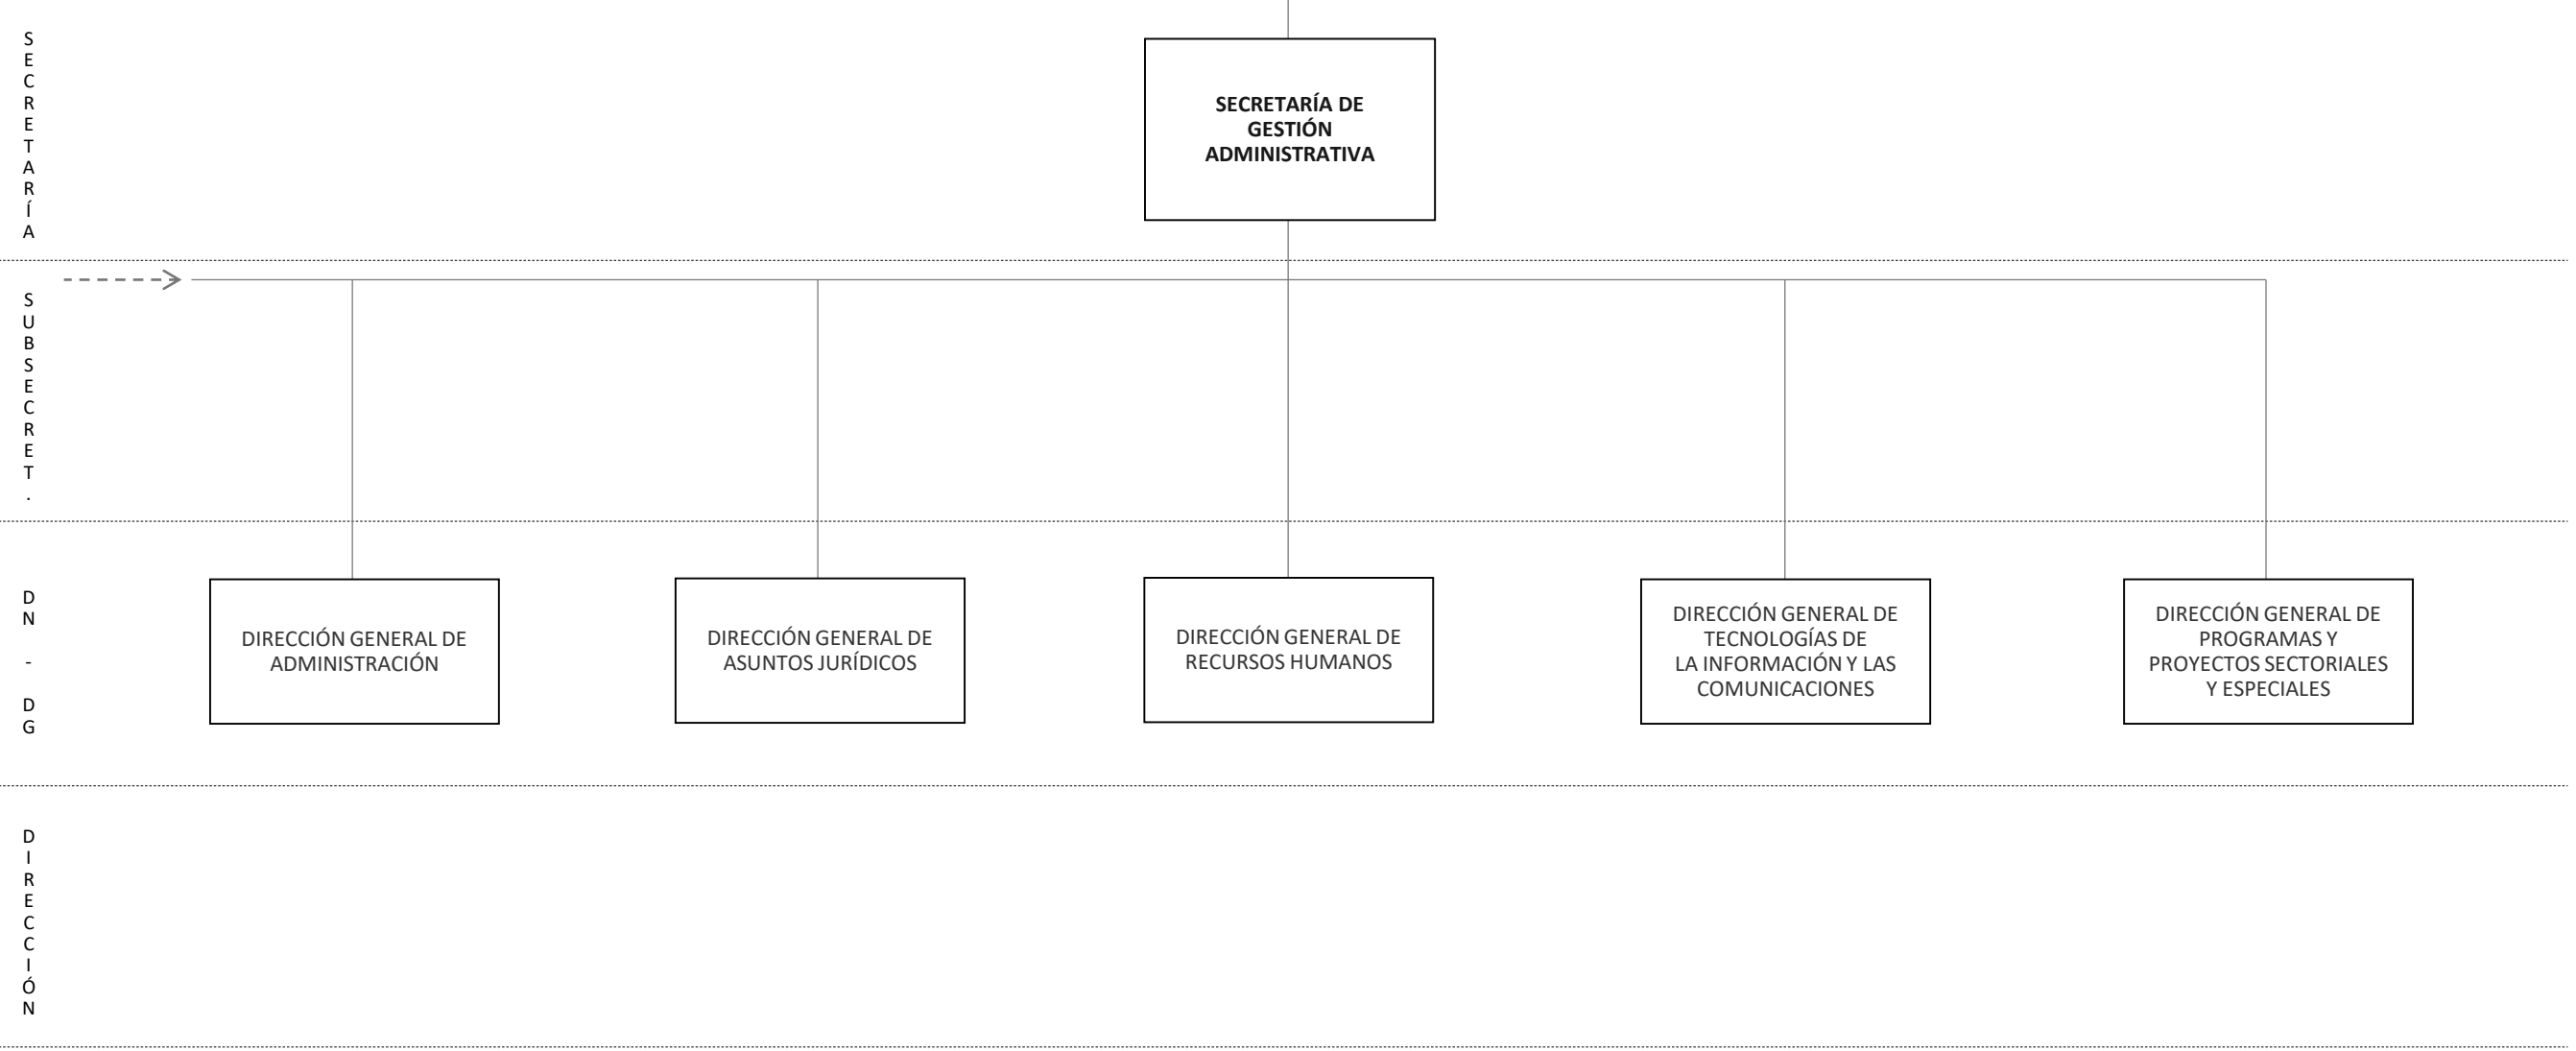 SECRETARÍA
SECRETARÍA DE
GESTIÓN
ADMINISTRATIVA
SUBSECRET.
DN - DG
DIRECCIÓN GENERAL DE
ADMINISTRACIÓN
DIRECCIÓN GENERAL DE
ASUNTOS JURÍDICOS
DIRECCIÓN GENERAL DE
RECURSOS HUMANOS
DIRECCIÓN GENERAL DE
TECNOLOGÍAS DE
LA INFORMACIÓN Y LAS
COMUNICACIONES
DIRECCIÓN GENERAL DE
PROGRAMAS Y
PROYECTOS SECTORIALES
Y ESPECIALES
DIRECCIÓN